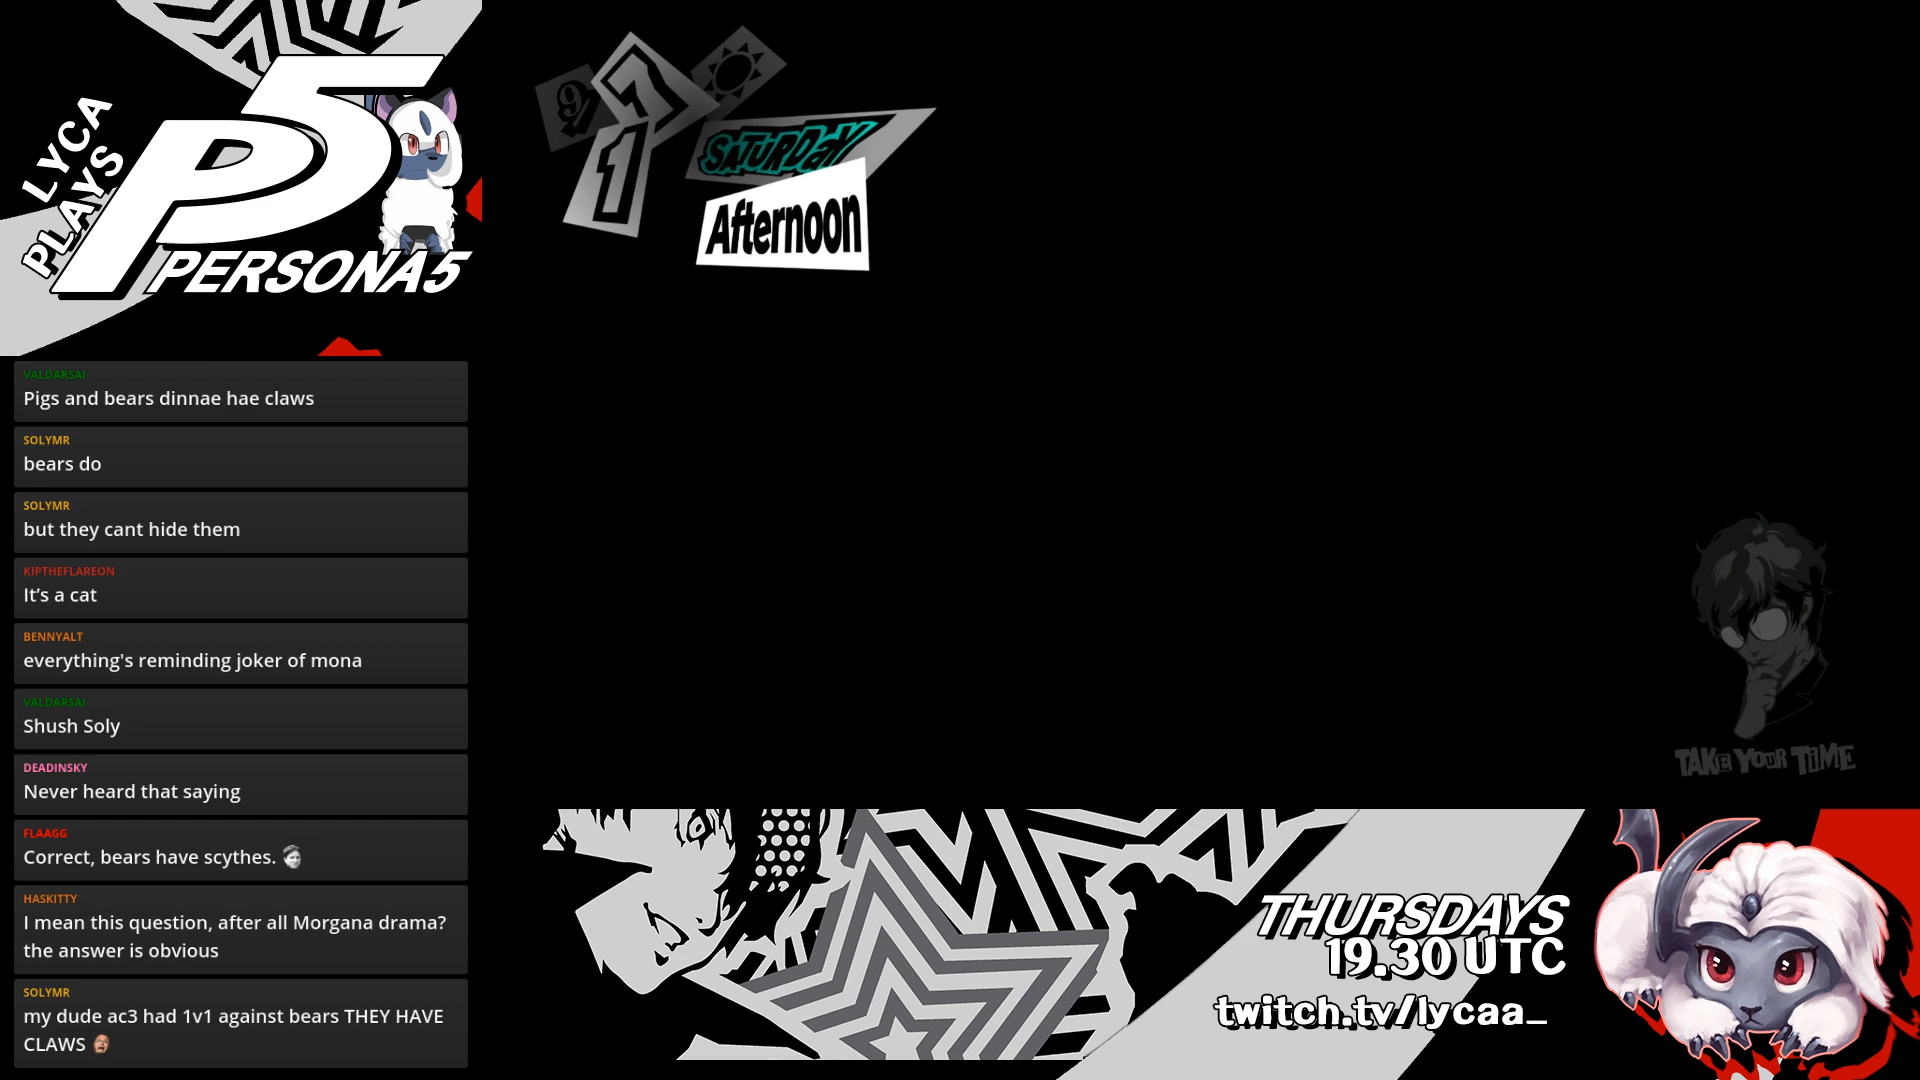 LYCA
PLAYS
P5
PERSONA5
9/
17
SATURDAY
Afternoon
VALDARSAI
Pigs and bears dinnae hae claws
SOLYMR
bears do
SOLYMR
but they cant hide them
KIPTHEFLAREON
It's a cat
BENNYALT
everything's reminding joker of mona
VALDARSAI
Shush Soly
DEADINSKY
Never heard that saying
FLAAGG
Correct, bears have scythes.
HASKITTY
I mean this question, after all Morgana drama?
the answer is obvious
SOLYMR
my dude ac3 had 1v1 against bears THEY HAVE
CLAWS
TAKE YOUR TIME
THURSDAYS
19.30 UTC
twitch.tv/lycaa_